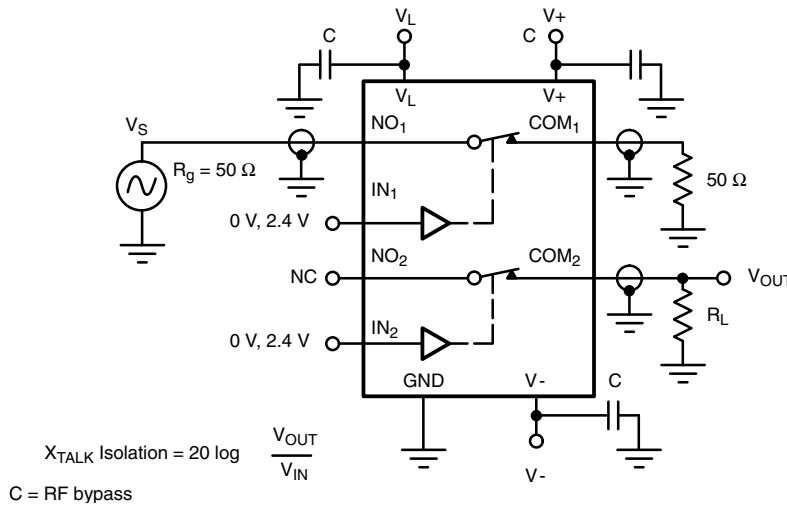 V_L V+
C C
V_L V+
V_S NO_1 COM_1
R_g = 50 Ω 50 Ω
IN_1
0 V, 2.4 V
NO_2 COM_2
NC V_OUT
IN_2 R_L
0 V, 2.4 V
GND V- C
X_TALK Isolation = 20 log V_OUT / V_IN
V-
C = RF bypass